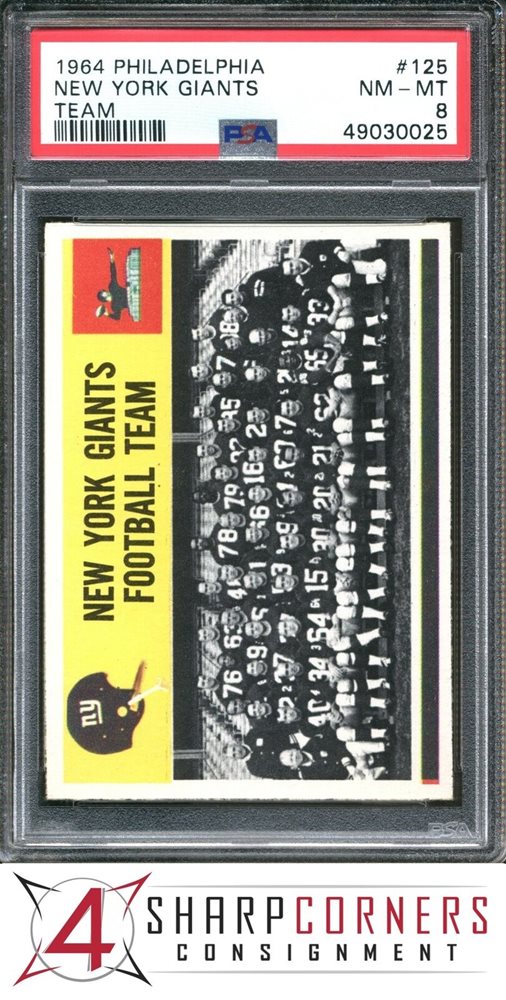 1964 PHILADELPHIA #125
NEW YORK GIANTS NM - MT
TEAM 8
PSA 49030025
NEW YORK GIANTS
FOOTBALL TEAM
ny
PSA
4 SHARPCORNERS
CONSIGNMENT